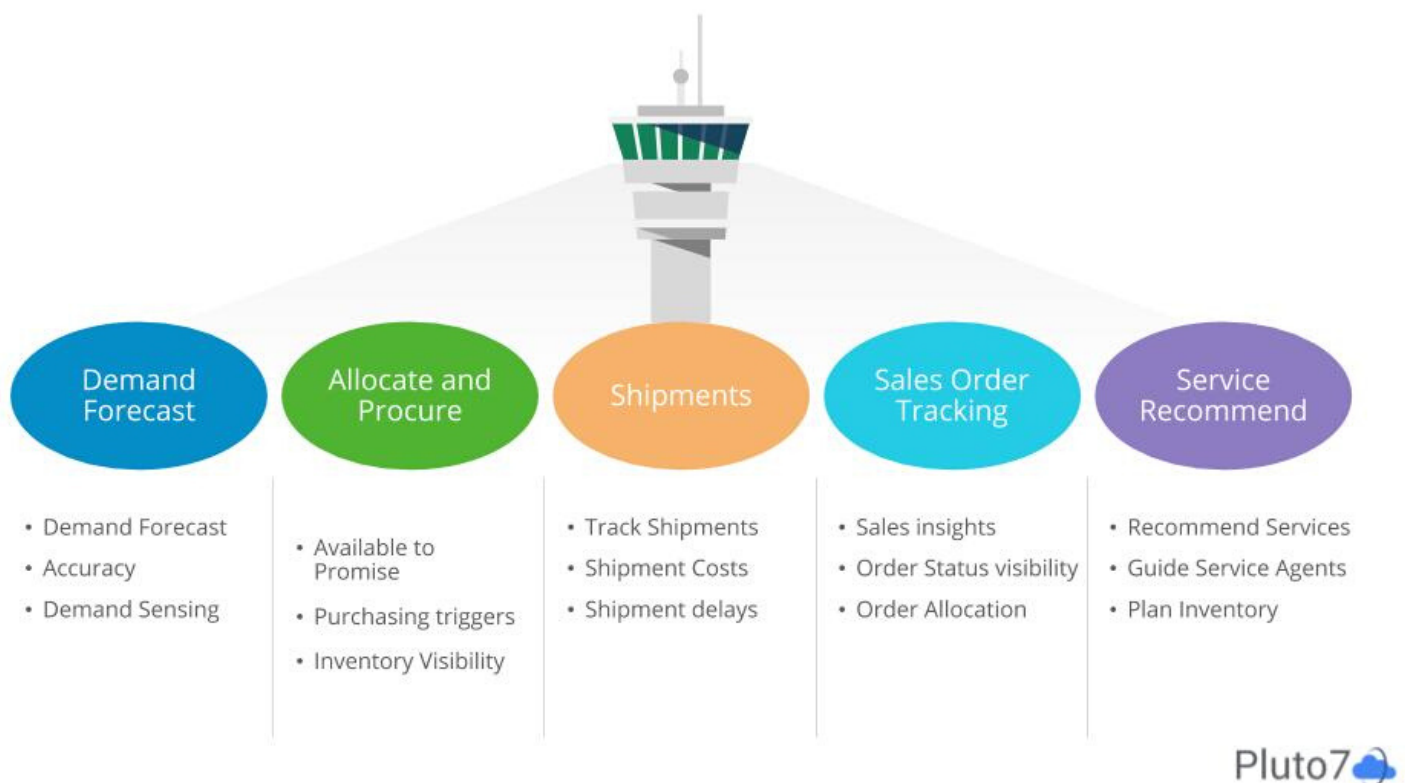 Demand
Forecast
Allocate and
Procure
Shipments
Sales Order
Tracking
Service
Recommend
• Demand Forecast
• Accuracy
• Demand Sensing
• Available to
Promise
• Purchasing triggers
• Inventory Visibility
• Track Shipments
• Shipment Costs
• Shipment delays
• Sales insights
• Order Status visibility
• Order Allocation
• Recommend Services
• Guide Service Agents
• Plan Inventory
Pluto7